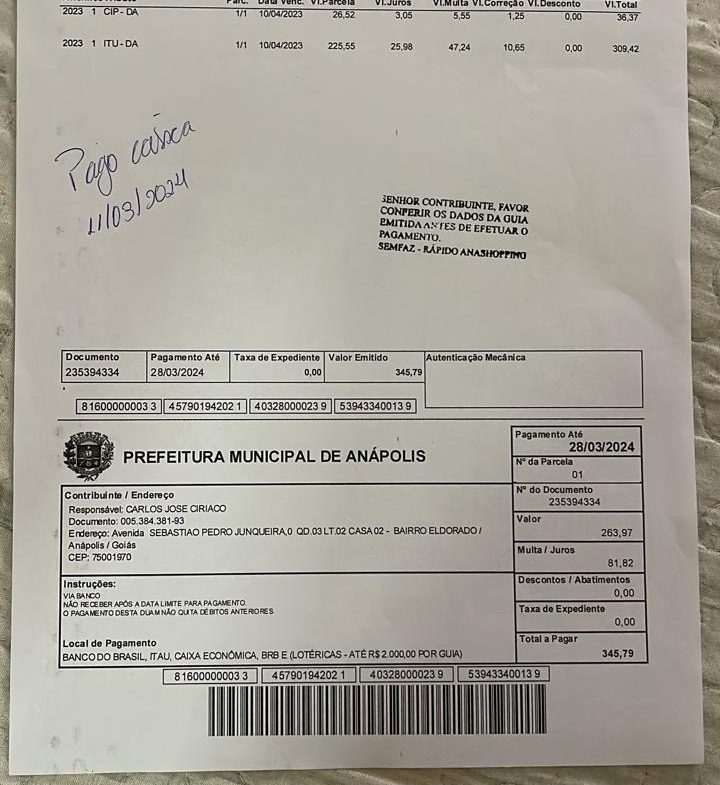 Parc. Data Venc. Vl.Parcela Vl.Juros Vl.Multa Vl.Correção Vl.Desconto Vl.Total
2023 1 CIP-DA 1/1 10/04/2023 26,52 3,05 5,55 1,25 0,00 36,37
2023 1 ITU-DA 1/1 10/04/2023 225,55 25,98 47,24 10,65 0,00 309,42
Pago caixa
11/03/2024
SENHOR CONTRIBUINTE, FAVOR
CONFERIR OS DADOS DA GUIA
EMITIDA ANTES DE EFETUAR O
PAGAMENTO.
SEMFAZ - RÁPIDO ANASHOPPING
Documento Pagamento Até Taxa de Expediente Valor Emitido Autenticação Mecânica
235394334 28/03/2024 0,00 345,79
81600000003 3 45790194202 1 40328000023 9 53943340013 9
PREFEITURA MUNICIPAL DE ANÁPOLIS
Pagamento Até
28/03/2024
Nº da Parcela
01
Nº do Documento
235394334
Valor
263,97
Multa / Juros
81,82
Descontos / Abatimentos
0,00
Taxa de Expediente
0,00
Total a Pagar
345,79
Contribuinte / Endereço
Responsável: CARLOS JOSE CIRIACO
Documento: 005.384.381-93
Endereço: Avenida SEBASTIAO PEDRO JUNQUEIRA,0 QD.03 LT.02 CASA 02 - BAIRRO ELDORADO /
Anápolis / Goiás
CEP: 75001970
Instruções:
VIA BANCO
NÃO RECEBER APÓS A DATA LIMITE PARA PAGAMENTO.
O PAGAMENTO DESTA DUAM NÃO QUITA DÉBITOS ANTERIORES.
Local de Pagamento
BANCO DO BRASIL, ITAU, CAIXA ECONÔMICA, BRB E (LOTÉRICAS - ATÉ R$ 2.000,00 POR GUIA)
81600000003 3 45790194202 1 40328000023 9 53943340013 9